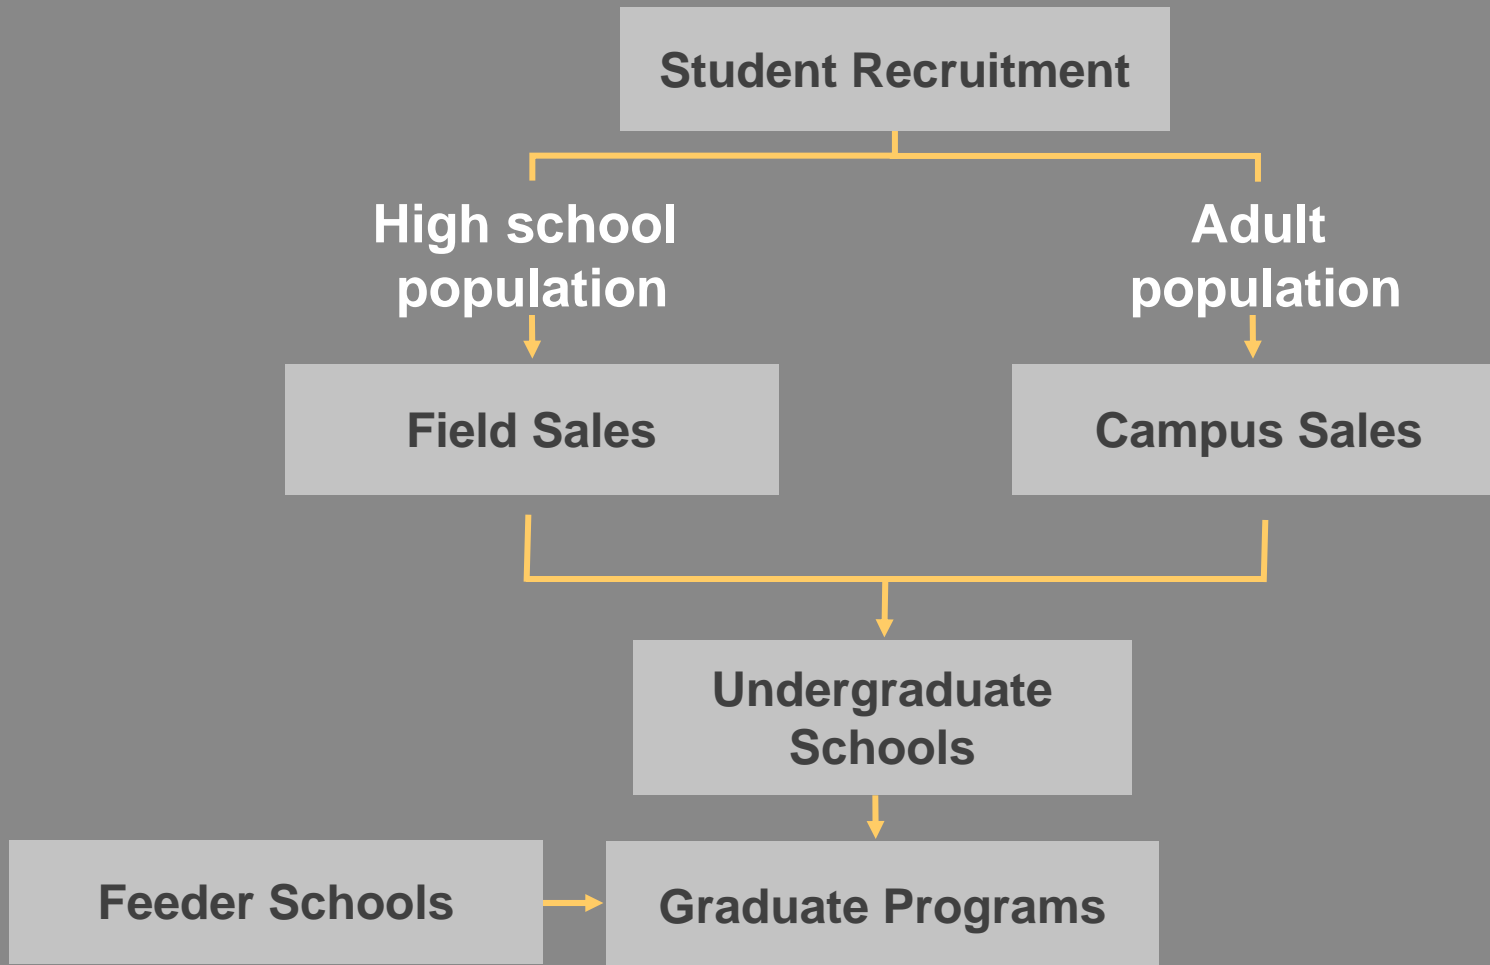 Student Recruitment
High school
population
Adult
population
Field Sales
Campus Sales
Undergraduate
Schools
Feeder Schools
Graduate Programs